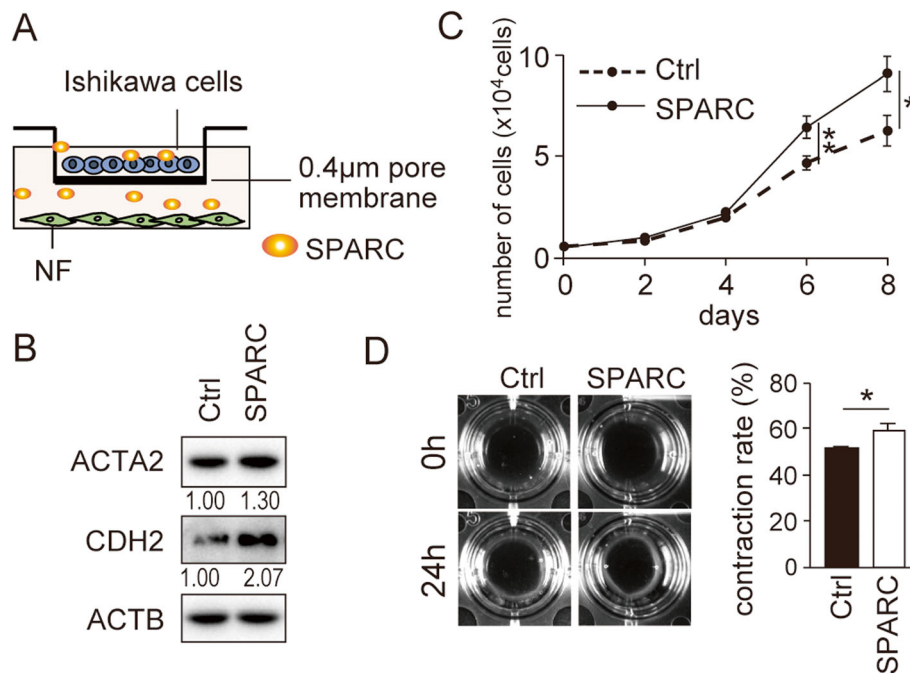 A
Ishikawa cells
0.4µm pore
membrane
NF
SPARC
B
Ctrl
SPARC
ACTA2
1.00 1.30
CDH2
1.00 2.07
ACTB
C
number of cells (x10⁴cells)
10
5
0
Ctrl
SPARC
**
*
0 2 4 6 8
days
D
Ctrl SPARC
0h
24h
contraction rate (%)
80
60
40
20
0
*
Ctrl
SPARC